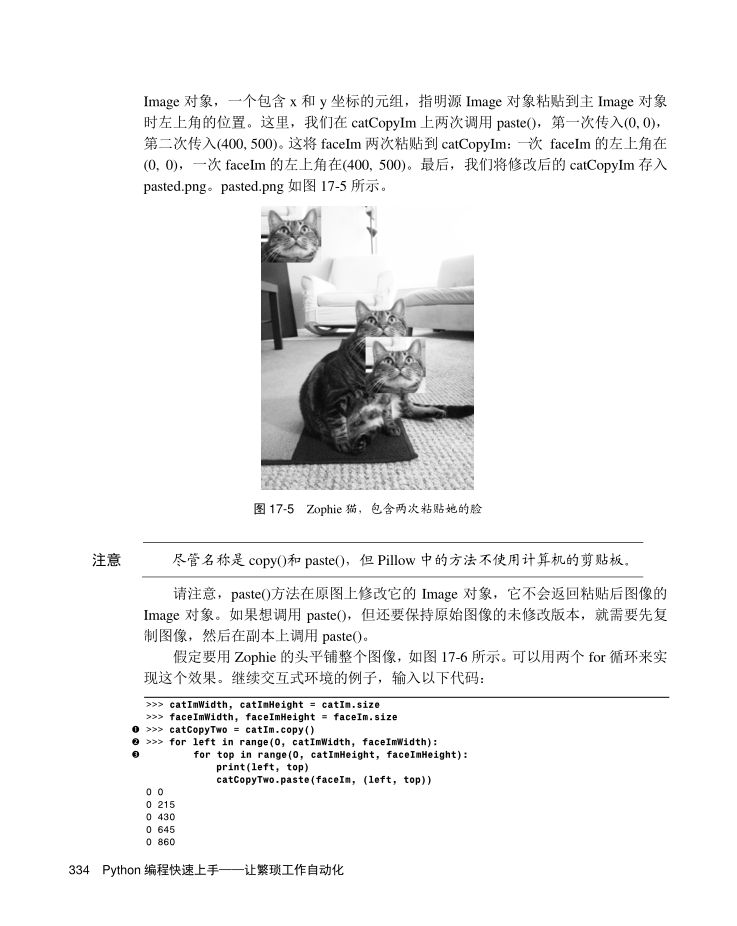 Image 对象，一个包含 x 和 y 坐标的元组，指明源 Image 对象粘贴到主 Image 对象
时左上角的位置。这里，我们在 catCopyIm 上两次调用 paste()，第一次传入(0, 0)，
第二次传入(400, 500)。这将 faceIm 两次粘贴到 catCopyIm：一次 faceIm 的左上角在
(0, 0)，一次 faceIm 的左上角在(400, 500)。最后，我们将修改后的 catCopyIm 存入
pasted.png。pasted.png 如图 17-5 所示。
图 17-5 Zophie 猫，包含两次粘贴她的脸
注意 尽管名称是 copy()和 paste()，但 Pillow 中的方法不使用计算机的剪贴板。
请注意，paste()方法在原图上修改它的 Image 对象，它不会返回粘贴后图像的
Image 对象。如果想调用 paste()，但还要保持原始图像的未修改版本，就需要先复
制图像，然后在副本上调用 paste()。
假定要用 Zophie 的头平铺整个图像，如图 17-6 所示。可以用两个 for 循环来实
现这个效果。继续交互式环境的例子，输入以下代码：
>>> catImWidth, catImHeight = catIm.size
>>> faceImWidth, faceImHeight = faceIm.size
❶ >>> catCopyTwo = catIm.copy()
❷ >>> for left in range(0, catImWidth, faceImWidth):
❸ for top in range(0, catImHeight, faceImHeight):
print(left, top)
catCopyTwo.paste(faceIm, (left, top))
0 0
0 215
0 430
0 645
0 860
334 Python 编程快速上手——让繁琐工作自动化